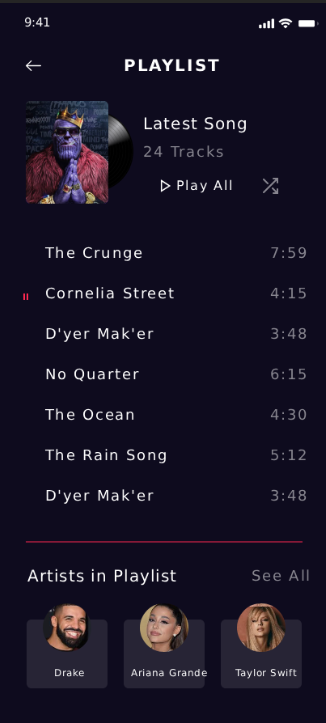 9:41
PLAYLIST
Latest Song
24 Tracks
Play All
The Crunge 7:59
Cornelia Street 4:15
D'yer Mak'er 3:48
No Quarter 6:15
The Ocean 4:30
The Rain Song 5:12
D'yer Mak'er 3:48
Artists in Playlist See All
Drake Ariana Grande Taylor Swift